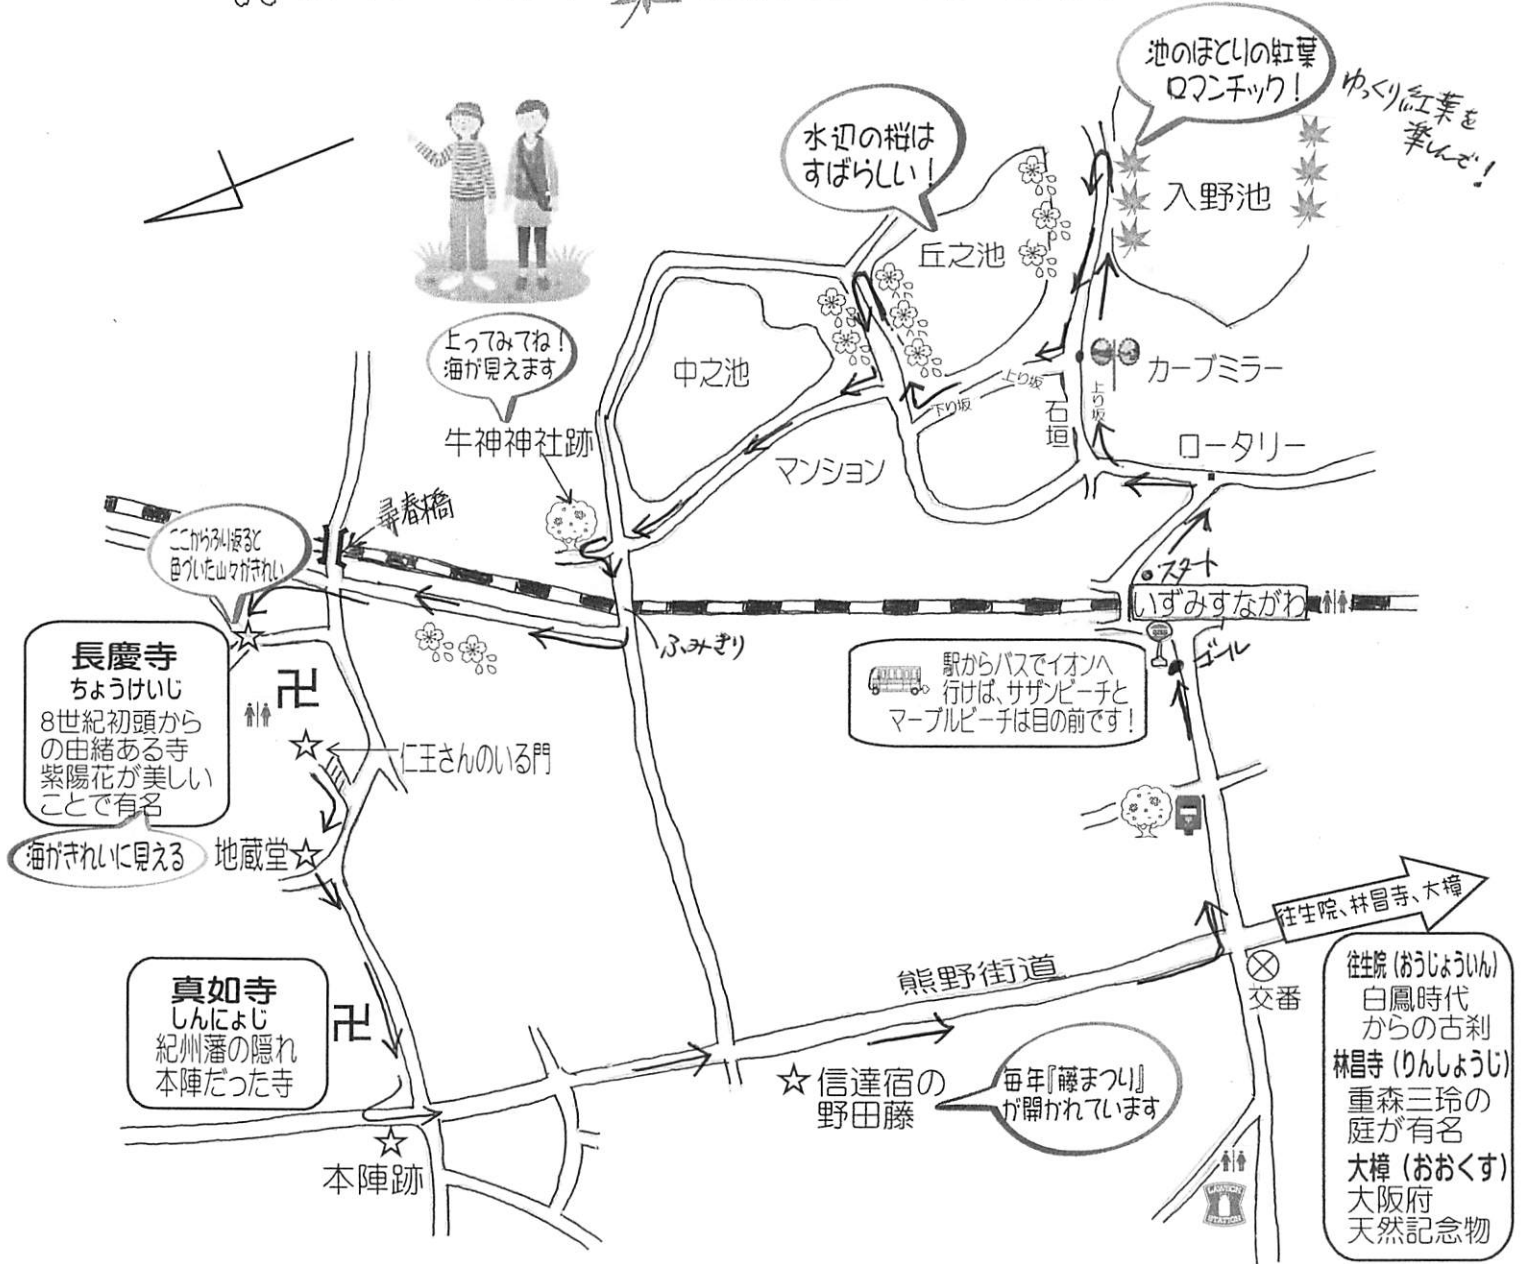 池のほとりの紅葉
ロマンチック！
ゆっくり紅葉を
楽しんで！
水辺の桜は
すばらしい！
入野池
丘之池
上ってみてね！
海が見えます
中之池
カーブミラー
上り坂
下り坂
石垣
上り坂
牛神神社跡
マンション
ロータリー
尋春橋
ここからふり返ると
色づいた山々がきれい
スタート
いずみすながわ
ふみきり
ゴール
長慶寺
ちょうけいじ
8世紀初頭から
の由緒ある寺
紫陽花が美しい
ことで有名
卍
駅からバスでイオンへ
行けば、サザンビーチと
マーブルビーチは目の前です！
仁王さんのいる門
海がきれいに見える
地蔵堂
往生院、林昌寺、大樟
熊野街道
交番
真如寺
しんにょじ
紀州藩の隠れ
本陣だった寺
卍
往生院（おうじょういん）
白鳳時代
からの古刹
林昌寺（りんしょうじ）
重森三玲の
庭が有名
大樟（おおくす）
大阪府
天然記念物
信達宿の
野田藤
毎年『藤まつり』
が開かれています
本陣跡
STATION